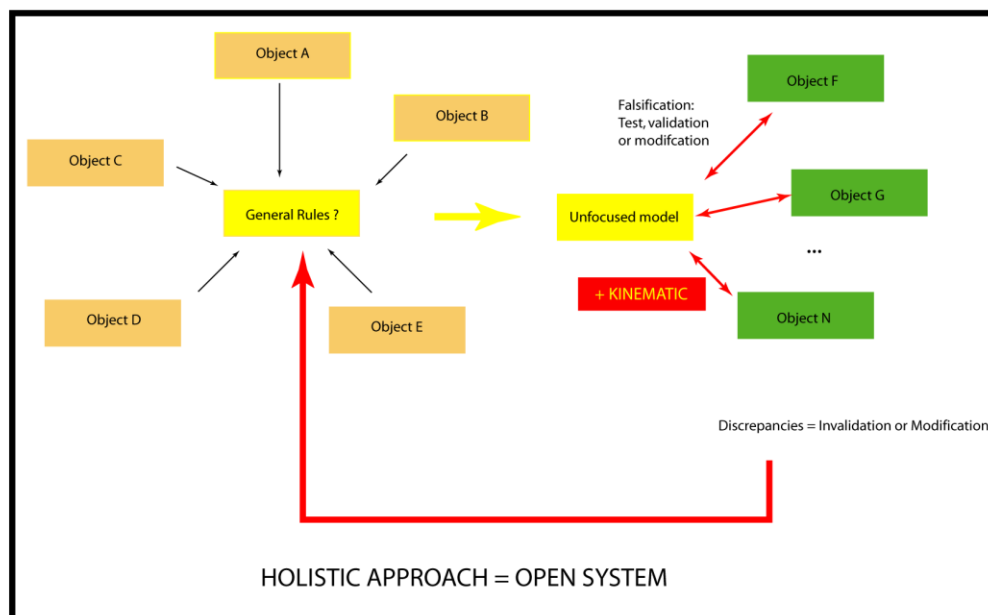 Object A
Object B
Object C
General Rules ?
Object D
Object E
Falsification:
Test, validation
or modifcation
Object F
Object G
Unfocused model
...
+ KINEMATIC
Object N
Discrepancies = Invalidation or Modification
HOLISTIC APPROACH = OPEN SYSTEM